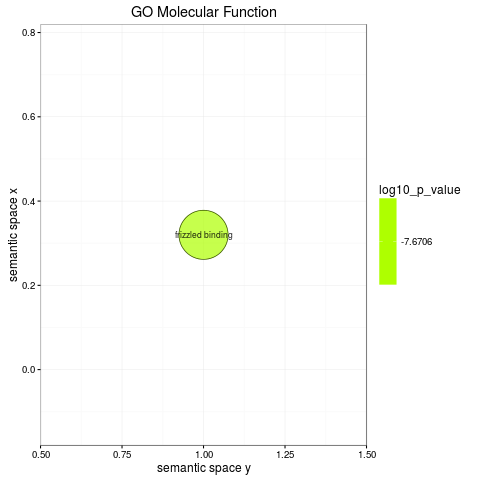 GO Molecular Function
0.8
0.6
0.4
0.2
0.0
semantic space x
frizzled binding
0.50 0.75 1.00 1.25 1.50
semantic space y
log10_p_value
-7.6706